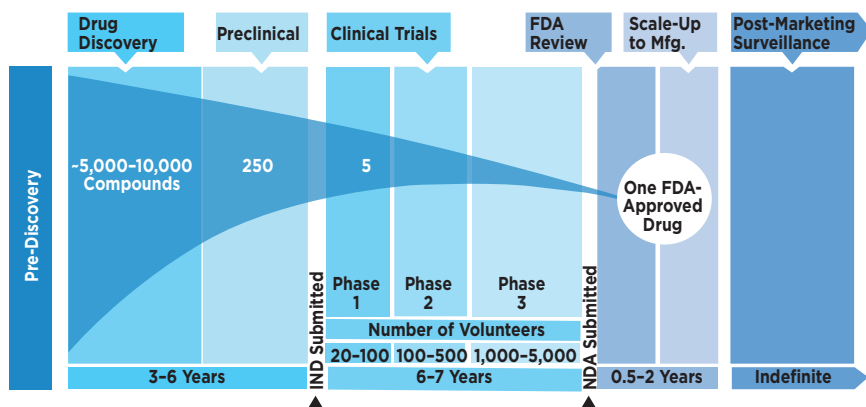 Drug
Discovery
Preclinical
Clinical Trials
FDA
Review
Scale-Up
to Mfg.
Post-Marketing
Surveillance
Pre-Discovery
~5,000–10,000
Compounds
250
5
One FDA-
Approved
Drug
IND Submitted
Phase
1
Phase
2
Phase
3
NDA Submitted
Number of Volunteers
20–100
100–500
1,000–5,000
3–6 Years
6–7 Years
0.5–2 Years
Indefinite